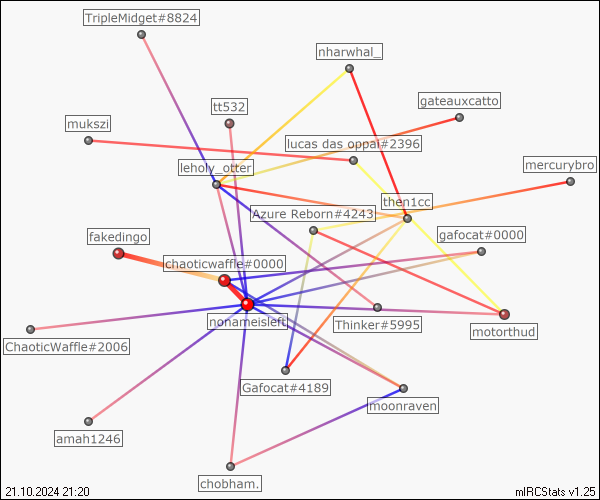 TripleMidget#8824
nharwhal_
gateauxcatto
tt532
mukszi
lucas das oppai#2396
leholy_otter
mercurybro
then1cc
Azure Reborn#4243
gafocat#0000
fakedingo
chaoticwaffle#0000
nonameisleft
Thinker#5995
motorthud
ChaoticWaffle#2006
Gafocat#4189
moonraven
amah1246
chobham.
21.10.2024 21:20
mIRCStats v1.25